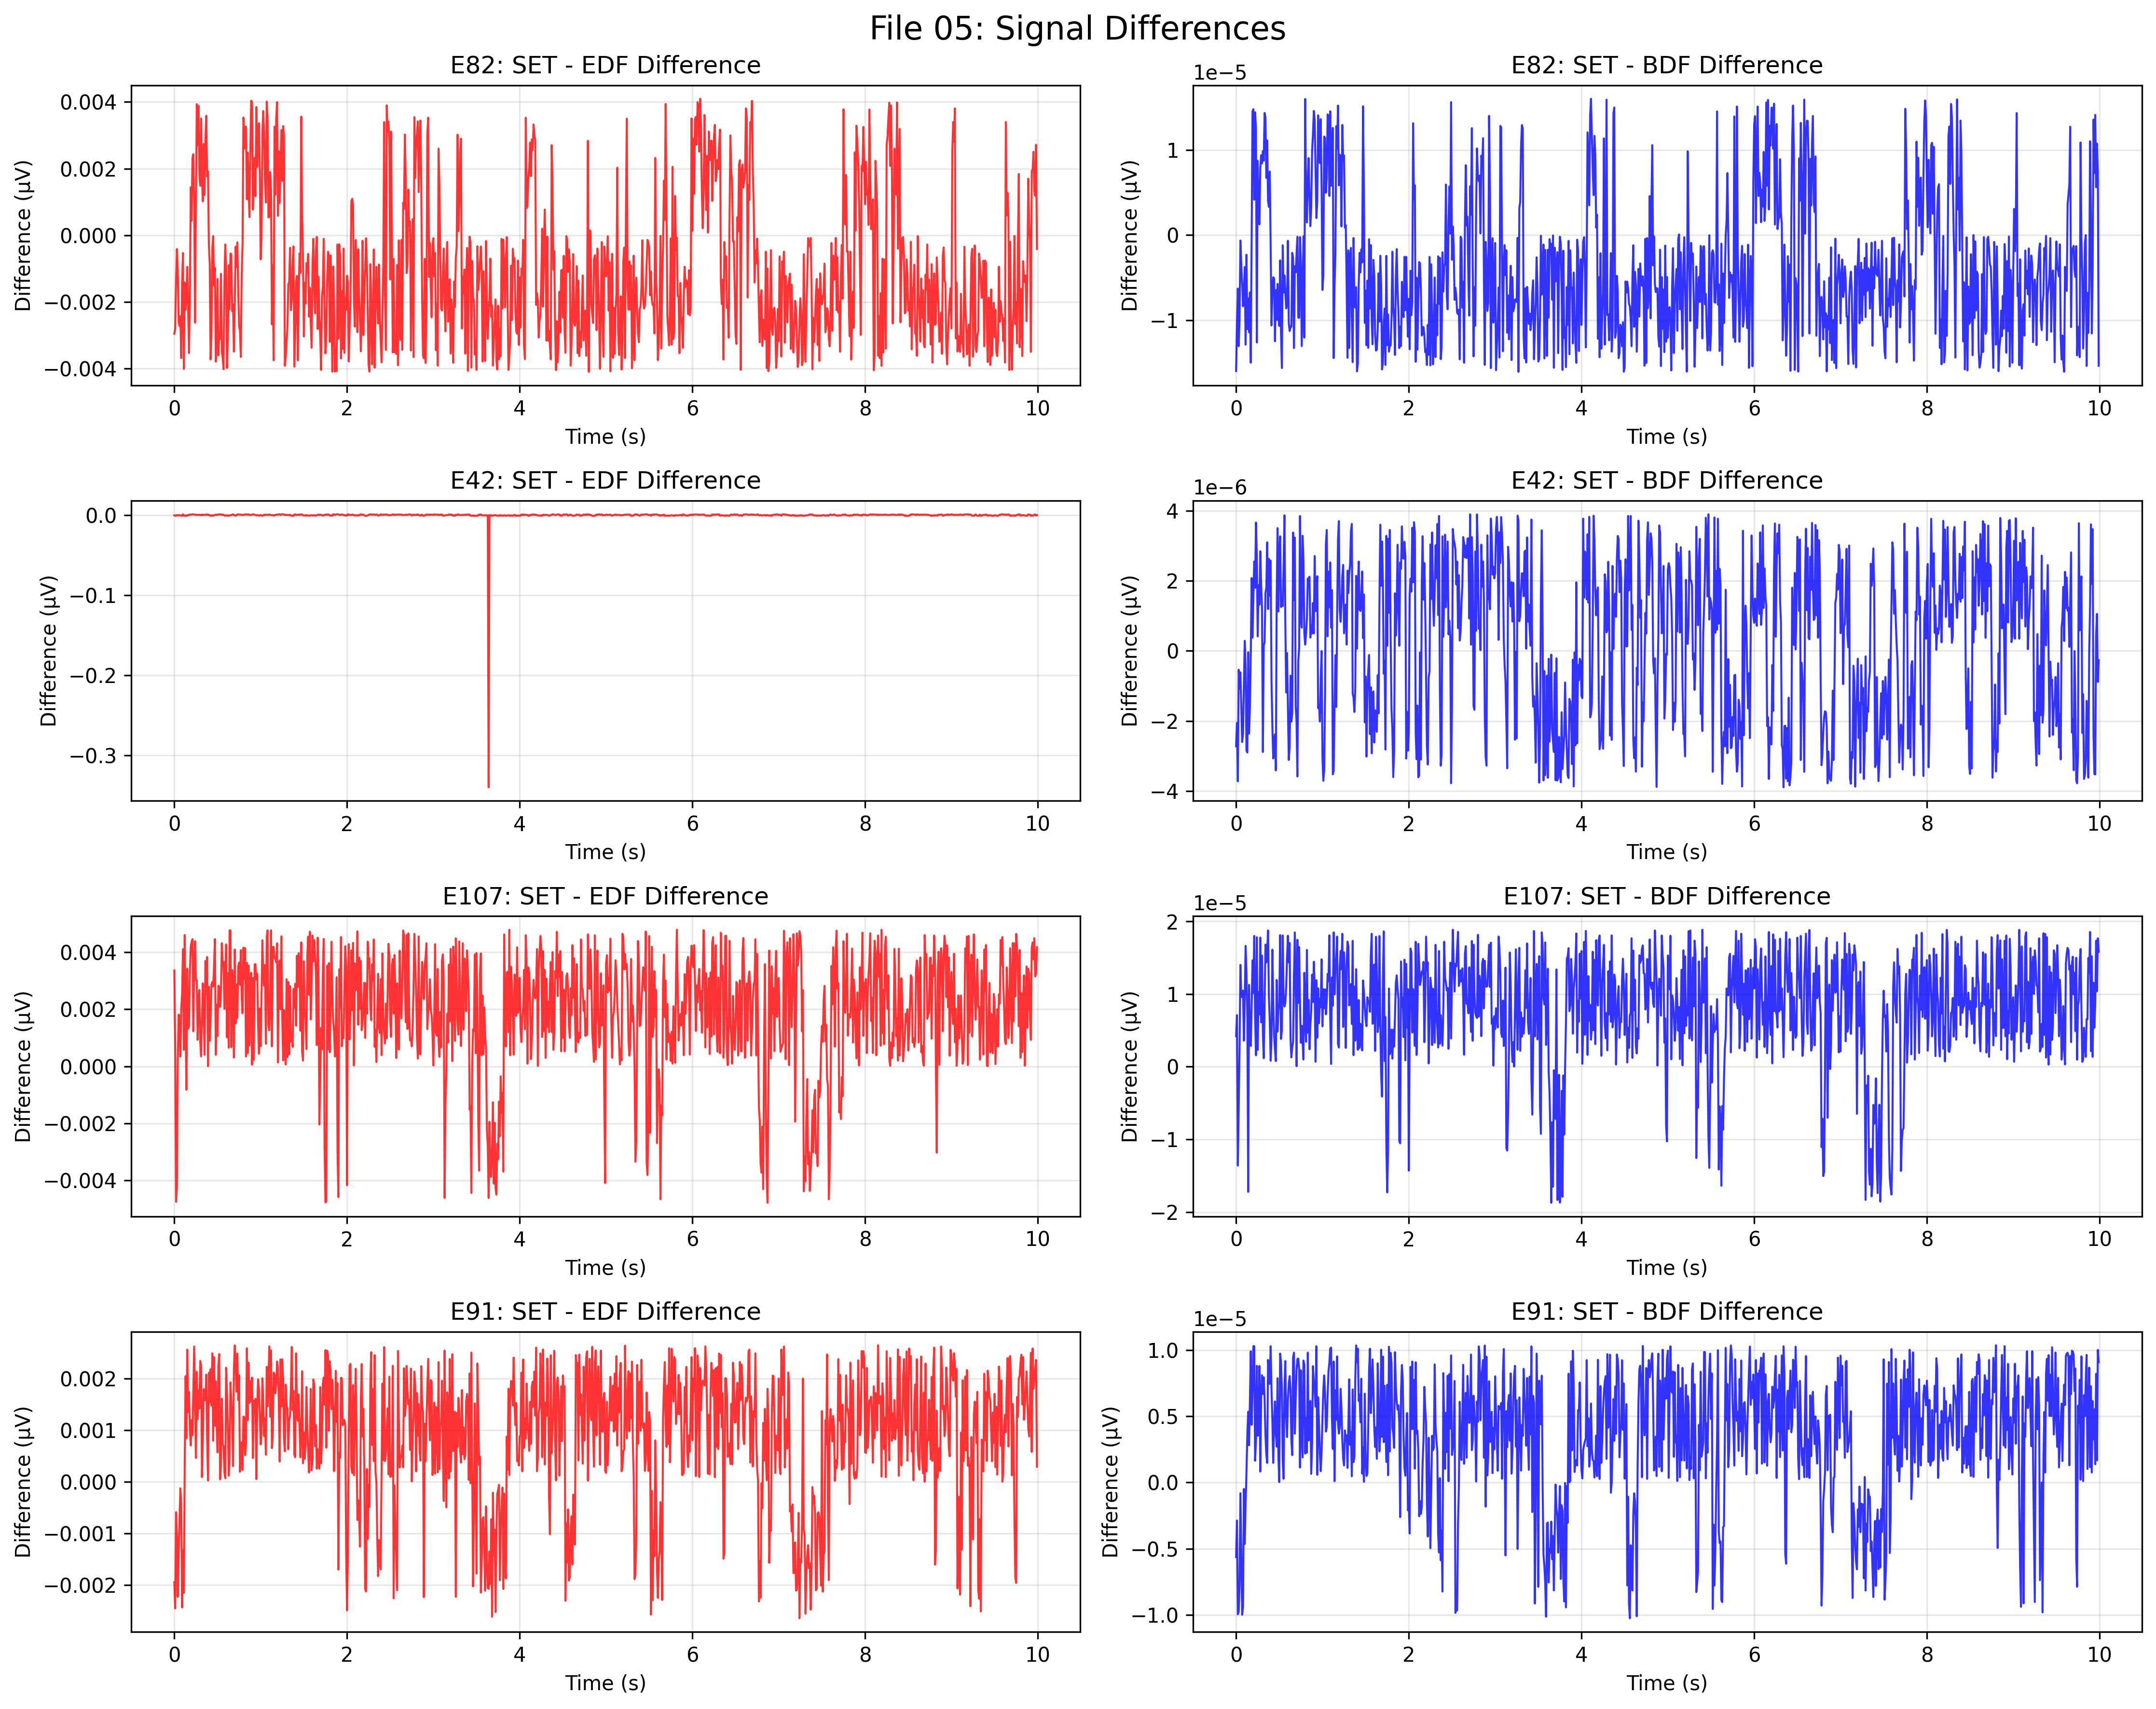 File 05: Signal Differences
E82: SET - EDF Difference
Difference (µV)
0.004
0.002
0.000
−0.002
−0.004
0 2 4 6 8 10
Time (s)
E82: SET - BDF Difference
1e−5
Difference (µV)
1
0
−1
0 2 4 6 8 10
Time (s)
E42: SET - EDF Difference
Difference (µV)
0.0
−0.1
−0.2
−0.3
0 2 4 6 8 10
Time (s)
E42: SET - BDF Difference
1e−6
Difference (µV)
4
2
0
−2
−4
0 2 4 6 8 10
Time (s)
E107: SET - EDF Difference
Difference (µV)
0.004
0.002
0.000
−0.002
−0.004
0 2 4 6 8 10
Time (s)
E107: SET - BDF Difference
1e−5
Difference (µV)
2
1
0
−1
−2
0 2 4 6 8 10
Time (s)
E91: SET - EDF Difference
Difference (µV)
0.002
0.001
0.000
−0.001
−0.002
0 2 4 6 8 10
Time (s)
E91: SET - BDF Difference
1e−5
Difference (µV)
1.0
0.5
0.0
−0.5
−1.0
0 2 4 6 8 10
Time (s)